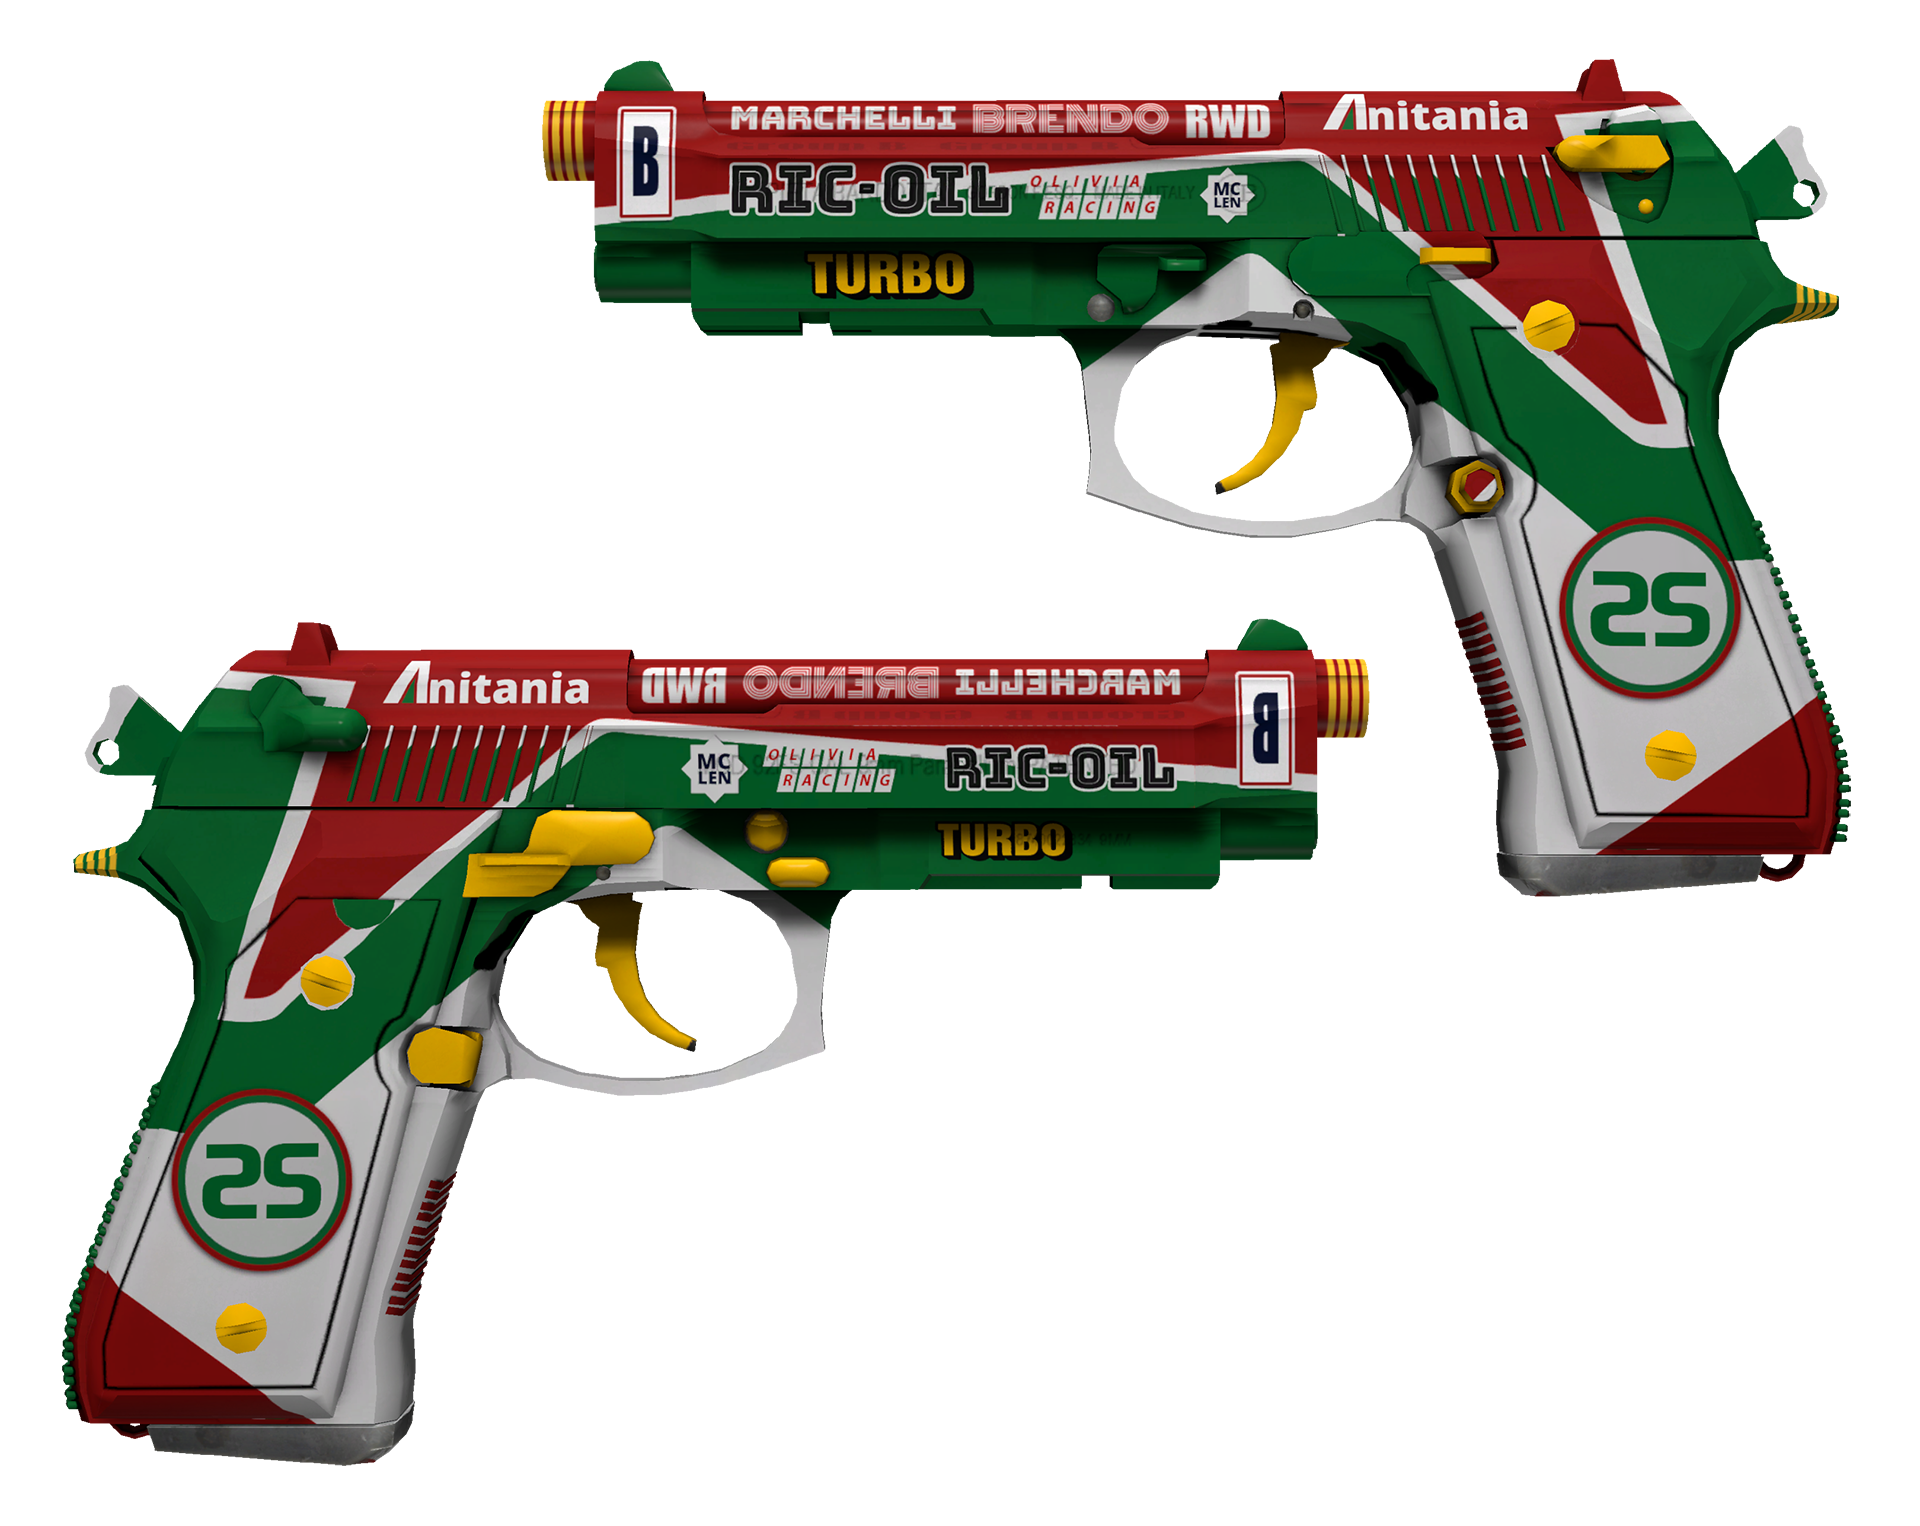 MARCHELLI BRENDO RWD
Anitania
B
RIC-OIL
OLIVIA
RACING
MC
LEN
TURBO
25
Anitania
RWD BRENDO MARCHELLI
B
MC
LEN
OLIVIA
RACING
RIC-OIL
TURBO
25